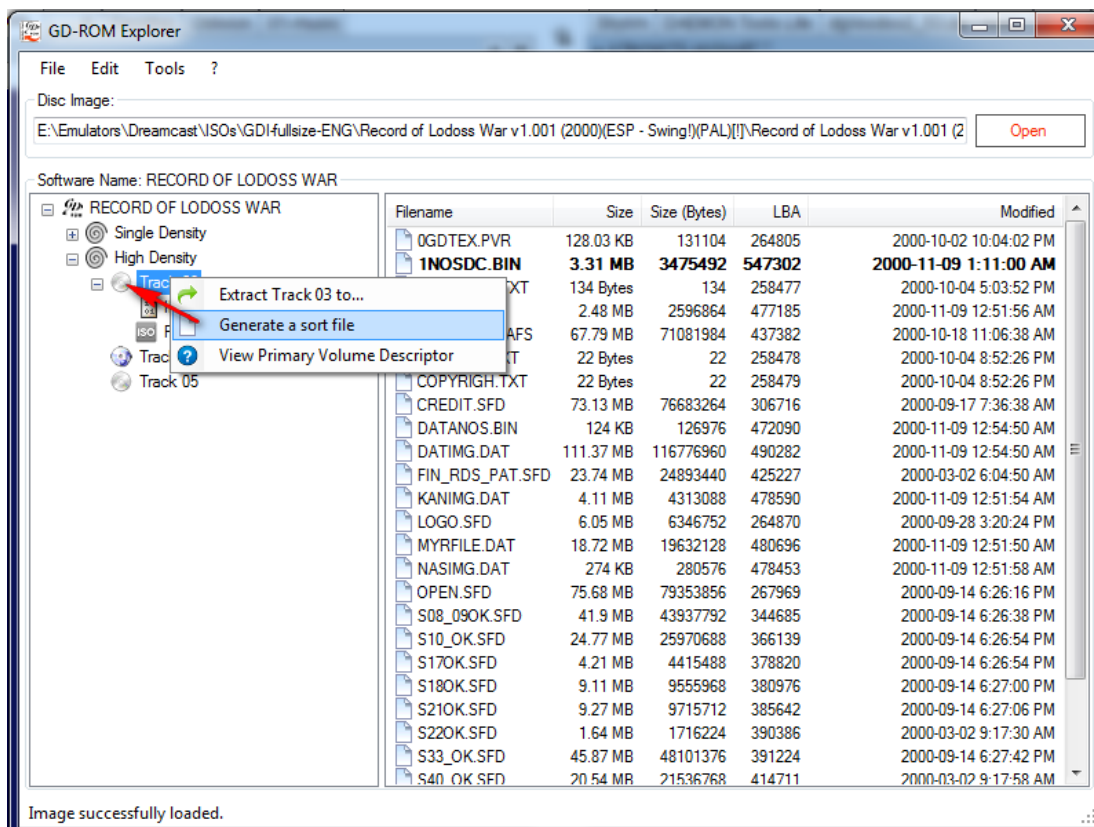 GD-ROM Explorer
File Edit Tools ?
Disc Image:
E:\Emulators\Dreamcast\ISOs\GDI-fullsize-ENG\Record of Lodoss War v1.001 (2000)(ESP - Swing!)(PAL)[!]\Record of Lodoss War v1.001 (2 Open
Software Name: RECORD OF LODOSS WAR
RECORD OF LODOSS WAR
Single Density
High Density
Extract Track 03 to...
Generate a sort file
View Primary Volume Descriptor
ISO
Track 05
Filename Size Size (Bytes) LBA Modified
0GDTEX.PVR 128.03 KB 131104 264805 2000-10-02 10:04:02 PM
1NOSDC.BIN 3.31 MB 3475492 547302 2000-11-09 1:11:00 AM
XT 134 Bytes 134 258477 2000-10-04 5:03:52 PM
2.48 MB 2596864 477185 2000-11-09 12:51:56 AM
AFS 67.79 MB 71081984 437382 2000-10-18 11:06:38 AM
XT 22 Bytes 22 258478 2000-10-04 8:52:26 PM
COPYRIGH.TXT 22 Bytes 22 258479 2000-10-04 8:52:26 PM
CREDIT.SFD 73.13 MB 76683264 306716 2000-09-17 7:36:38 AM
DATANOS.BIN 124 KB 126976 472090 2000-11-09 12:54:50 AM
DATIMG.DAT 111.37 MB 116776960 490282 2000-11-09 12:54:50 AM
FIN_RDS_PAT.SFD 23.74 MB 24893440 425227 2000-03-02 6:04:50 AM
KANIMG.DAT 4.11 MB 4313088 478590 2000-11-09 12:51:54 AM
LOGO.SFD 6.05 MB 6346752 264870 2000-09-28 3:20:24 PM
MYRFILE.DAT 18.72 MB 19632128 480696 2000-11-09 12:51:50 AM
NASIMG.DAT 274 KB 280576 478453 2000-11-09 12:51:58 AM
OPEN.SFD 75.68 MB 79353856 267969 2000-09-14 6:26:16 PM
S08_09OK.SFD 41.9 MB 43937792 344685 2000-09-14 6:26:38 PM
S10_OK.SFD 24.77 MB 25970688 366139 2000-09-14 6:26:54 PM
S17OK.SFD 4.21 MB 4415488 378820 2000-09-14 6:26:54 PM
S18OK.SFD 9.11 MB 9555968 380976 2000-09-14 6:27:00 PM
S21OK.SFD 9.27 MB 9715712 385642 2000-09-14 6:27:06 PM
S22OK.SFD 1.64 MB 1716224 390386 2000-03-02 9:17:30 AM
S33_OK.SFD 45.87 MB 48101376 391224 2000-09-14 6:27:42 PM
S40_OK.SFD 20.54 MB 21536768 414711 2000-03-02 9:17:58 AM
Image successfully loaded.